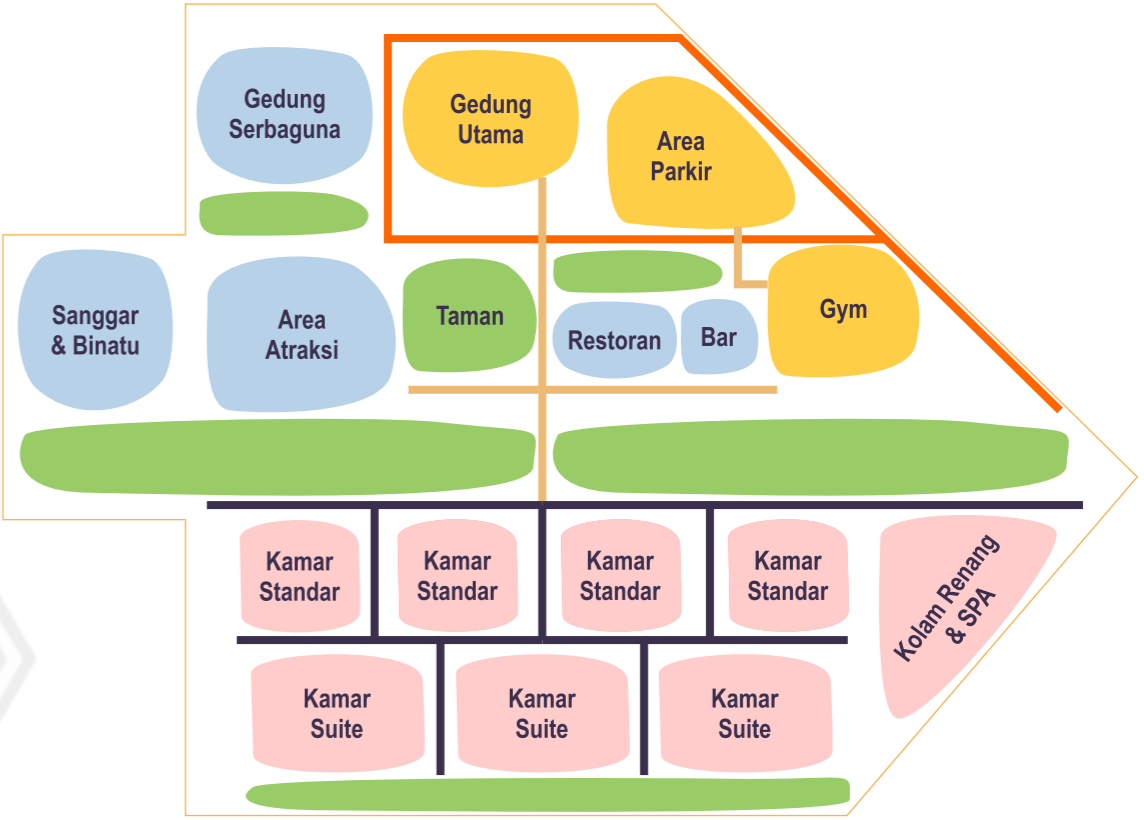 Gedung
Serbaguna
Gedung
Utama
Area
Parkir
Sanggar
& Binatu
Area
Atraksi
Taman
Restoran
Bar
Gym
Kamar
Standar
Kamar
Standar
Kamar
Standar
Kamar
Standar
Kolam Renang
& SPA
Kamar
Suite
Kamar
Suite
Kamar
Suite